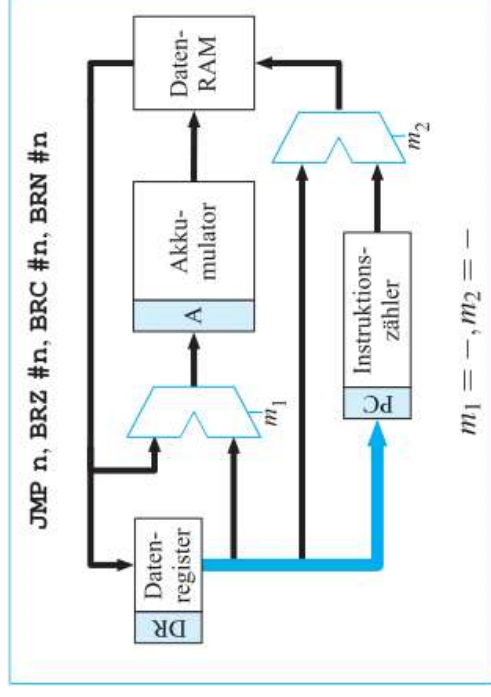 JMP n, BRZ #n, BRC #n, BRN #n
DR
Daten-
register
m1
A
Akku-
mulator
Daten-
RAM
PC
Instruktions-
zähler
m2
m1 = −, m2 = −